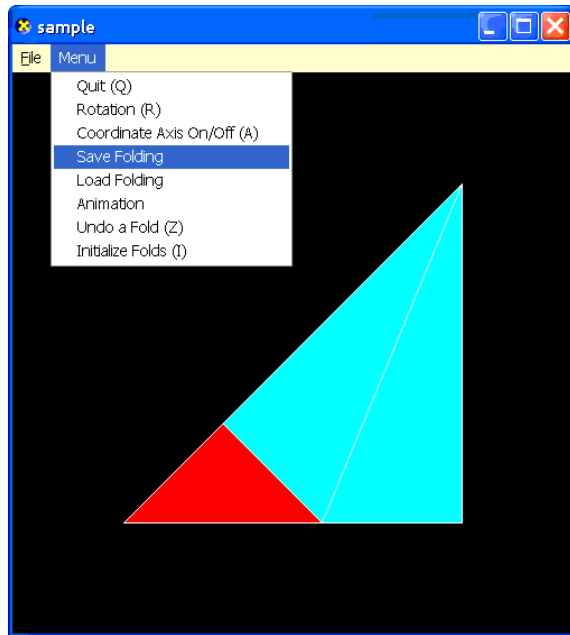 sample
File Menu
Quit (Q)
Rotation (R)
Coordinate Axis On/Off (A)
Save Folding
Load Folding
Animation
Undo a Fold (Z)
Initialize Folds (I)